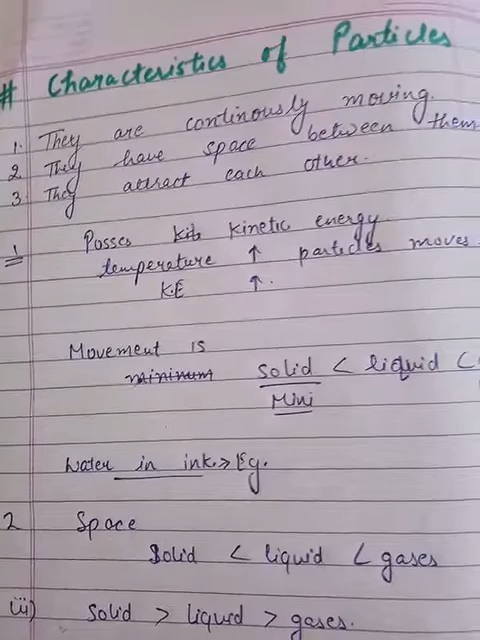 # Characteristics of Particles
1. They are continously moving.
2 They have space between them
3 They attract each other.
1 Posses kit kinetic energy
temperature ↑ particles moves
K.E ↑.
Movement is
mininum solid < liquid <
Mini
Water in ink. > Eg.
2 Space
Solid < liquid < gases
iii) solid > liquid > gases.